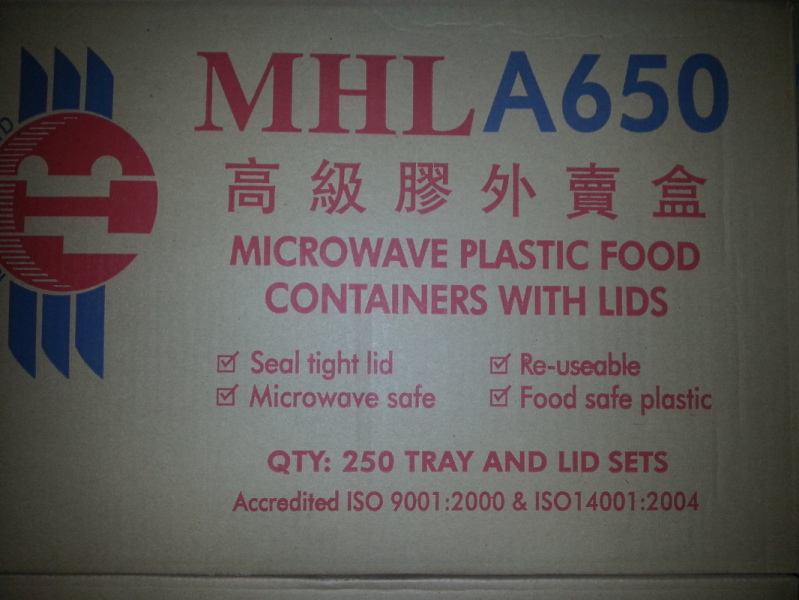 MHL A650
高級膠外賣盒
MICROWAVE PLASTIC FOOD
CONTAINERS WITH LIDS
☑ Seal tight lid ☑ Re-useable
☑ Microwave safe ☑ Food safe plastic
QTY: 250 TRAY AND LID SETS
Accredited ISO 9001:2000 & ISO14001:2004